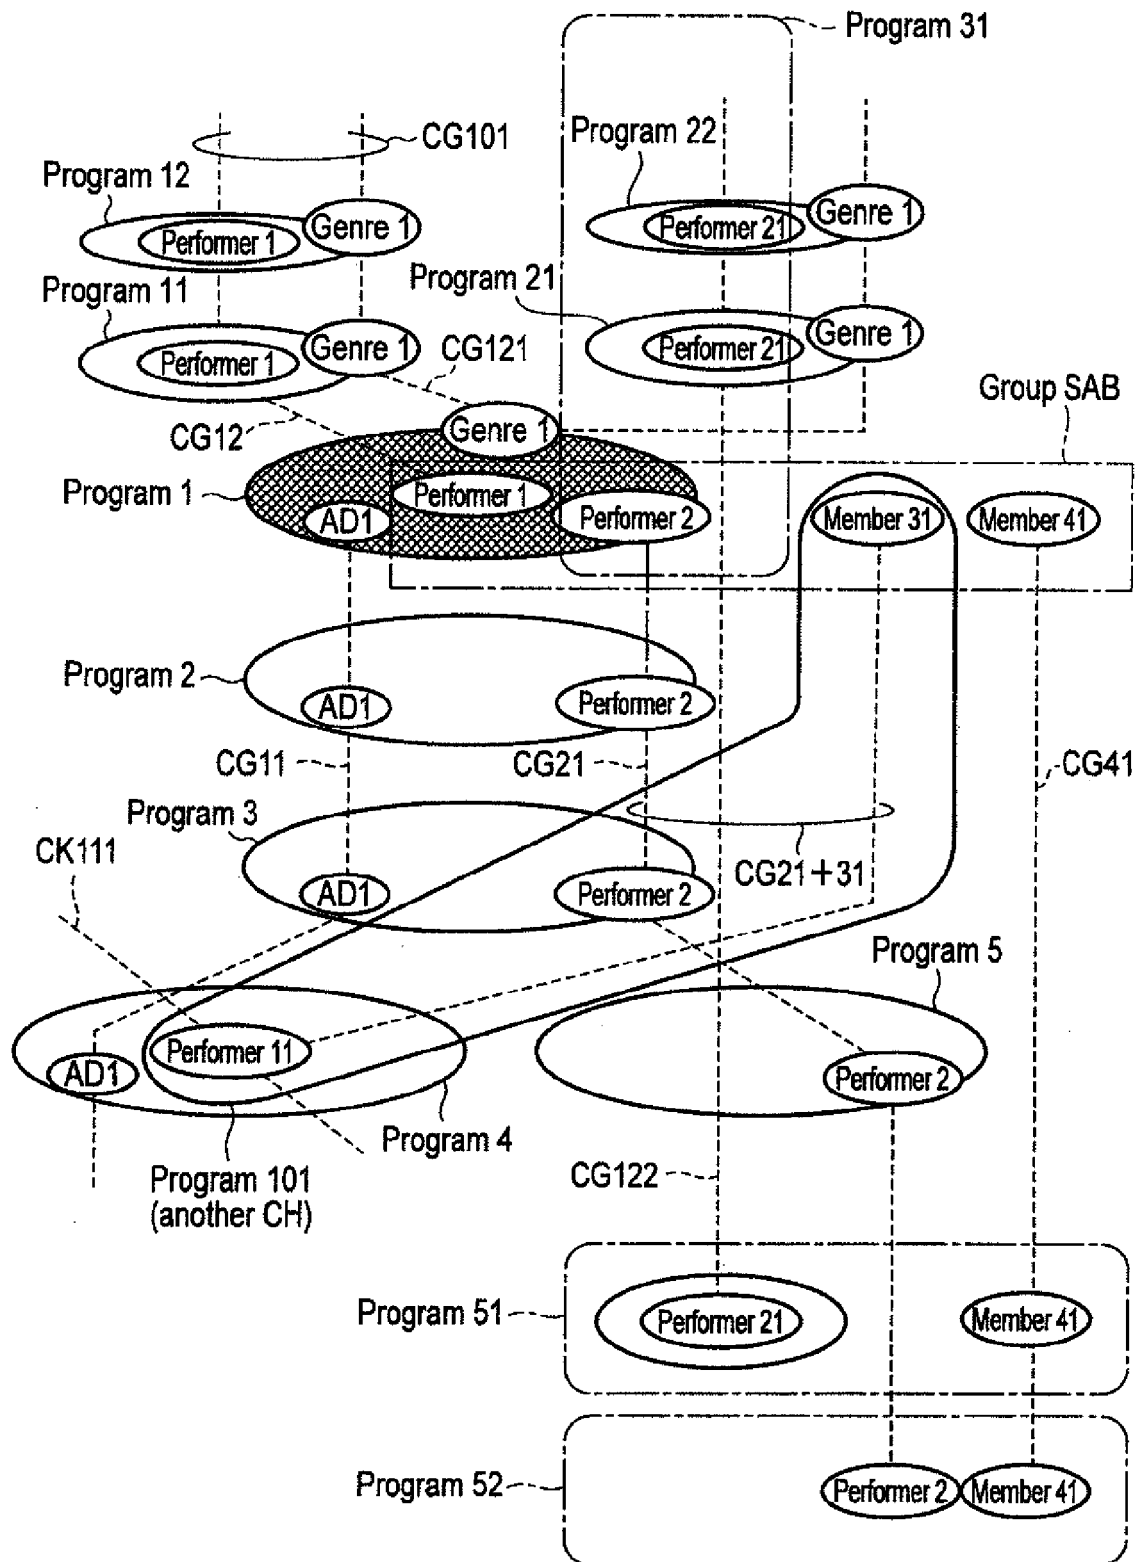 Program 31
CG101
Program 22
Program 12
Performer 1
Genre 1
Performer 21
Genre 1
Program 11
Program 21
Performer 1
Genre 1
CG121
Performer 21
Genre 1
Group SAB
CG12
Genre 1
Program 1
Performer 1
AD1
Performer 2
Member 31
Member 41
Program 2
AD1
Performer 2
CG11
CG21
CG41
Program 3
CK111
CG21+31
AD1
Performer 2
Program 5
Performer 11
AD1
Performer 2
Program 4
Program 101
(another CH)
CG122
Program 51
Performer 21
Member 41
Program 52
Performer 2
Member 41